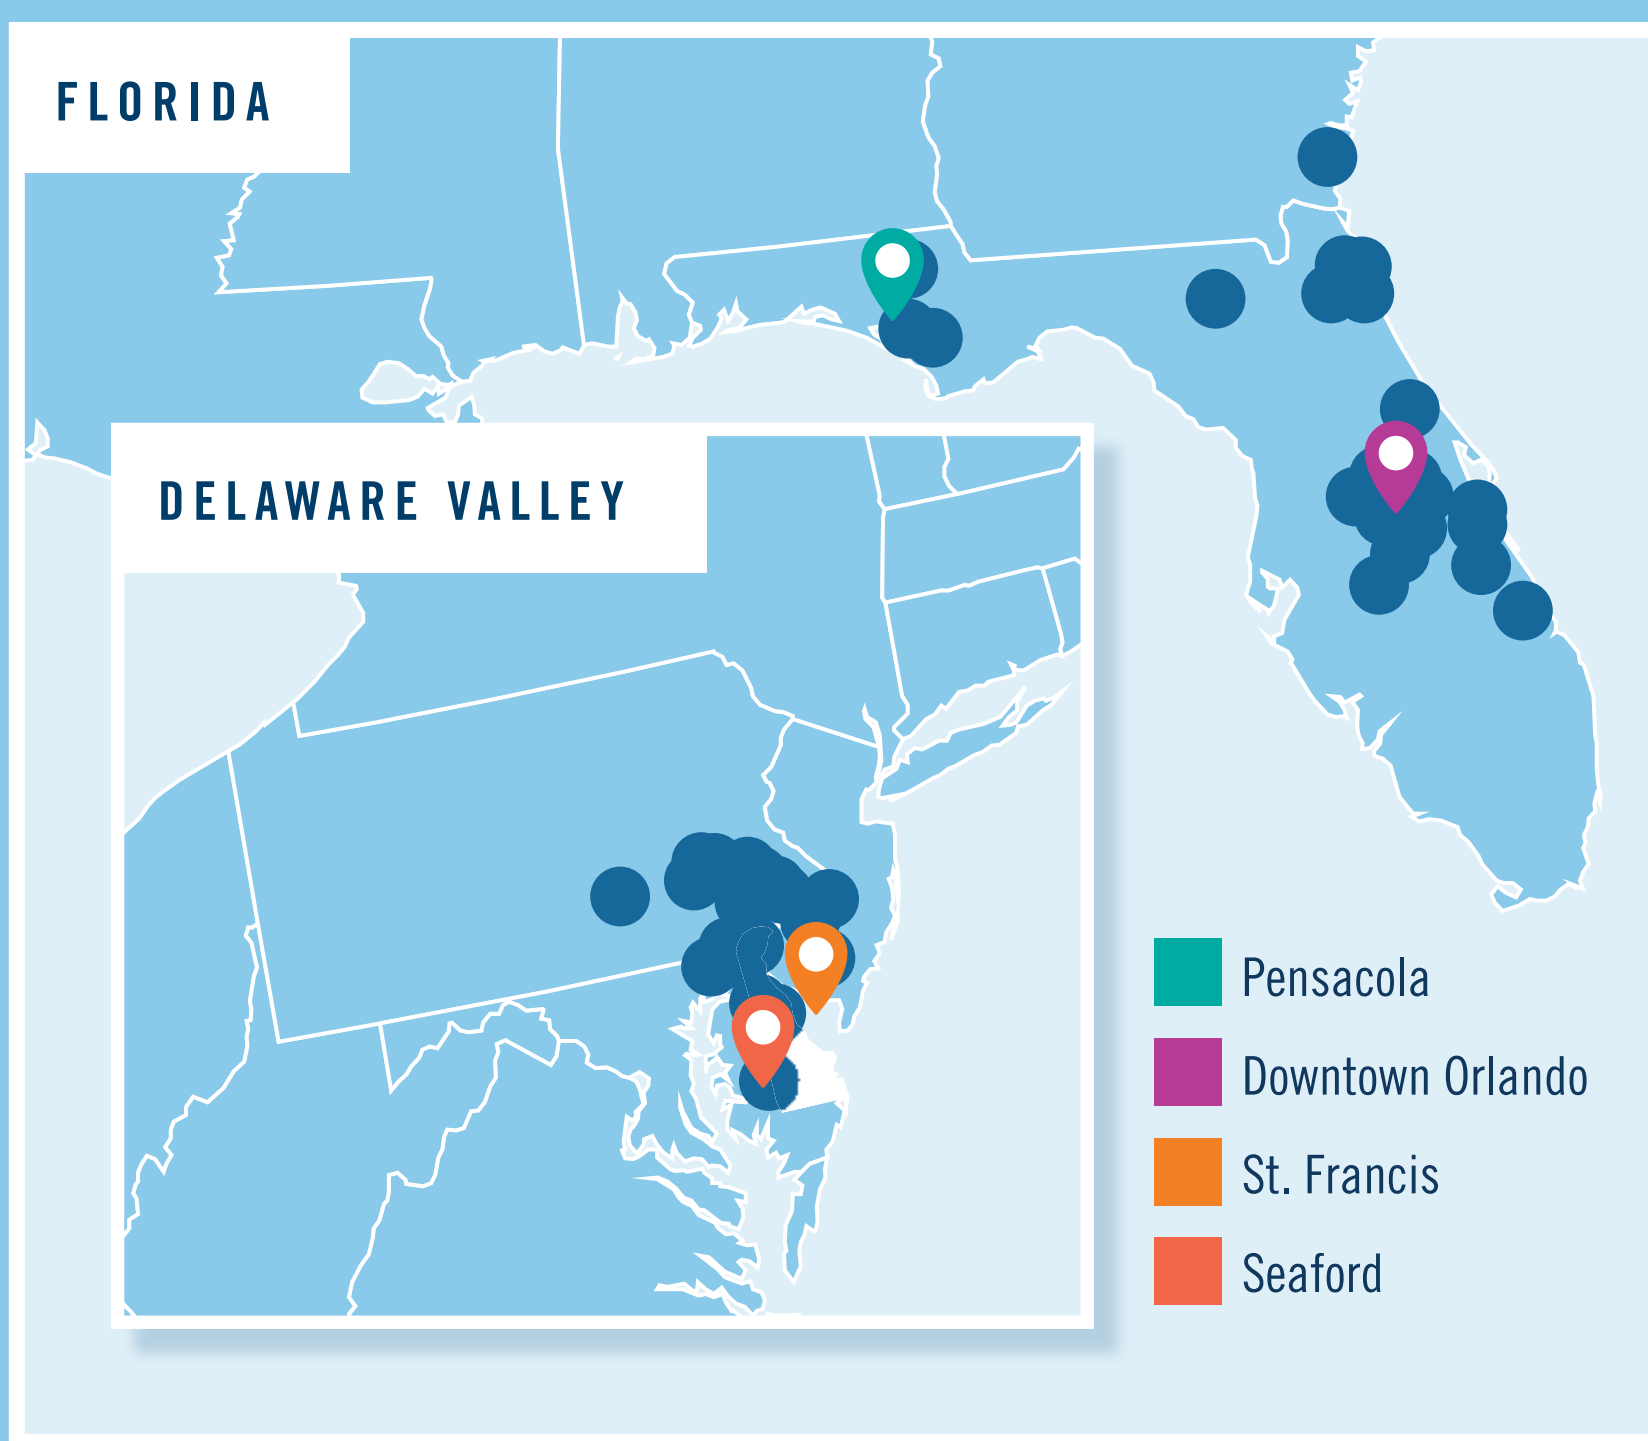 FLORIDA
DELAWARE VALLEY
Pensacola
Downtown Orlando
St. Francis
Seaford